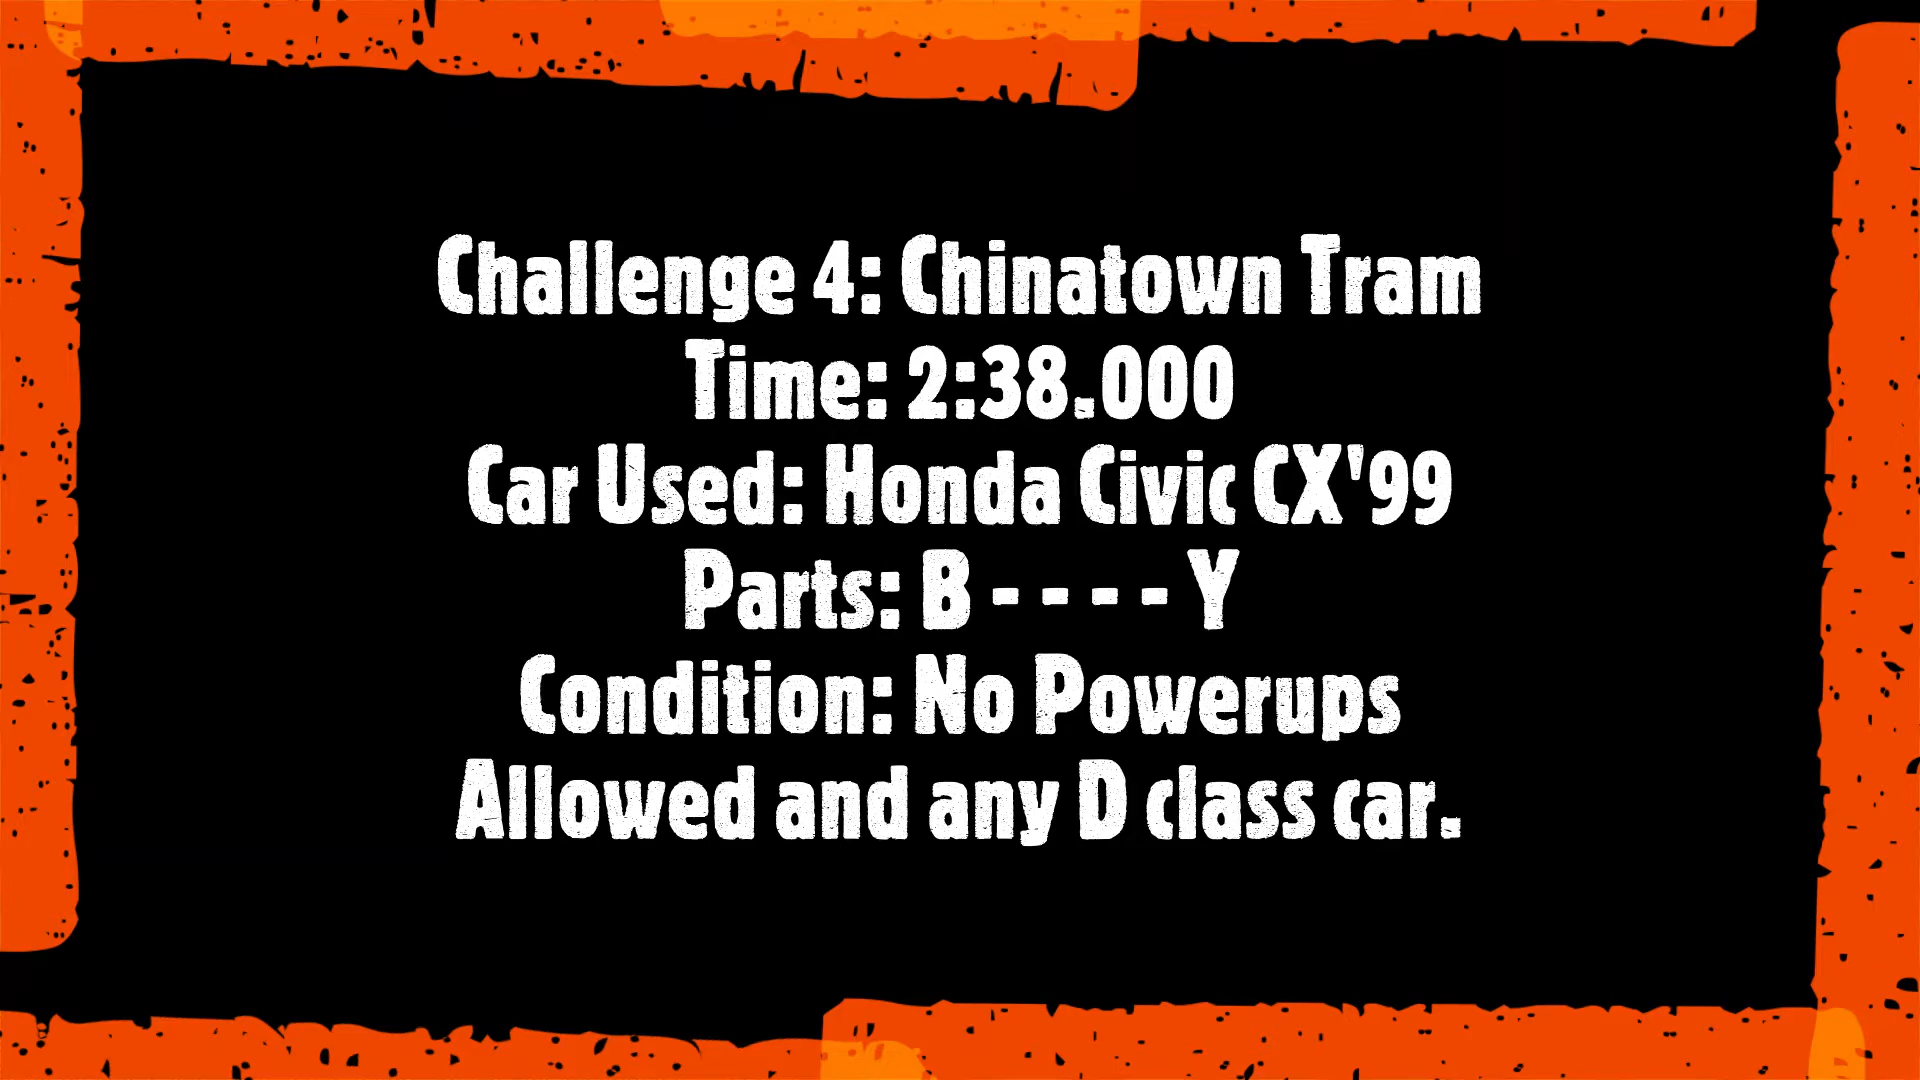 Challenge 4: Chinatown Tram
Time: 2:38.000
Car Used: Honda Civic CX'99
Parts: B - - - - Y
Condition: No Powerups
Allowed and any D class car.